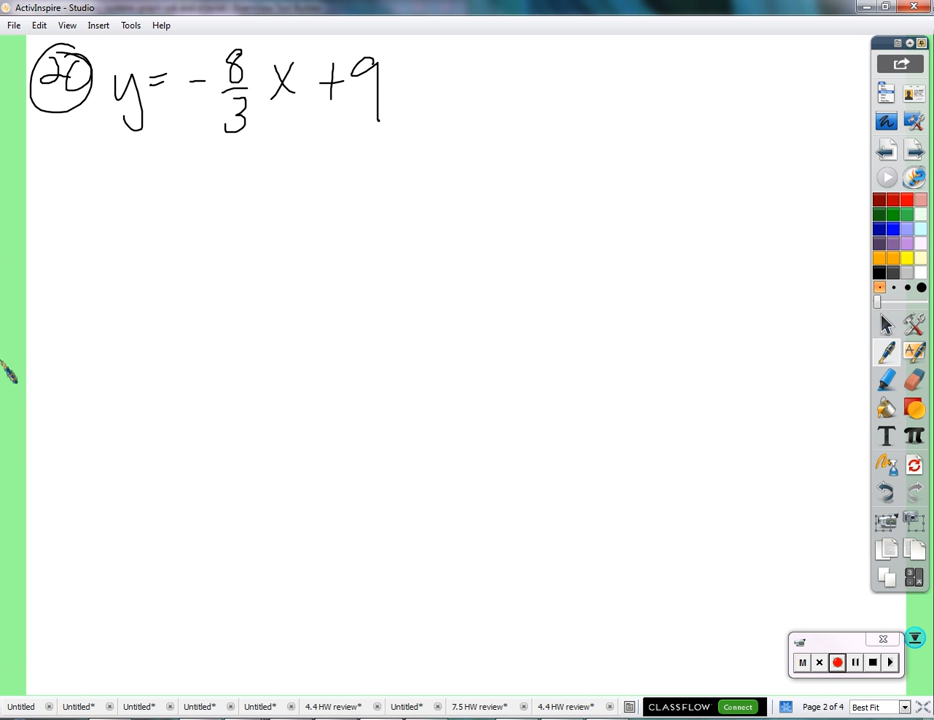 ActivInspire - Studio
File Edit View Insert Tools Help
y = - 8/3 x + 9
Untitled Untitled* Untitled* Untitled* Untitled* 4.4 HW review* Untitled* 7.5 HW review* 4.4 HW review* CLASSFLOW Connect Page 2 of 4 Best Fit
M
T π